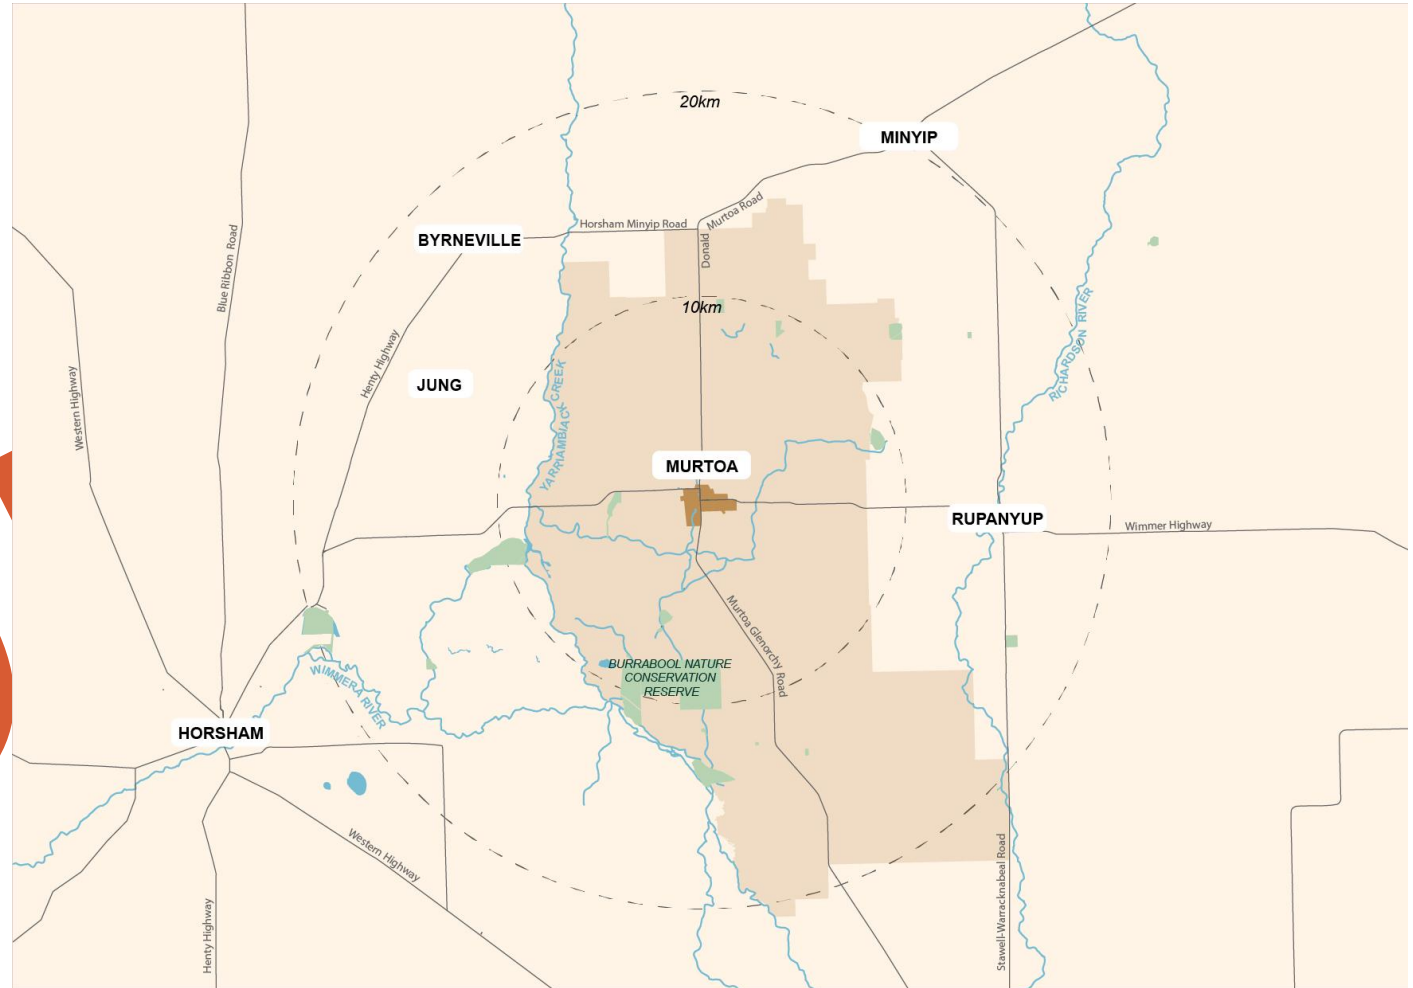 20km
MINYIP
Murtoa Road
Horsham Minyip Road
BYRNEVILLE
Donald
Blue Ribbon Road
10km
RICHARDSON RIVER
Henty Highway
JUNG
Western Highway
YARRIAMBIACK CREEK
MURTOA
RUPANYUP
Wimmer Highway
Murtoa Glenorchy Road
BURRABOOL NATURE
CONSERVATION
RESERVE
WIMMERA RIVER
HORSHAM
Western Highway
Stawell-Warracknabeal Road
Henty Highway